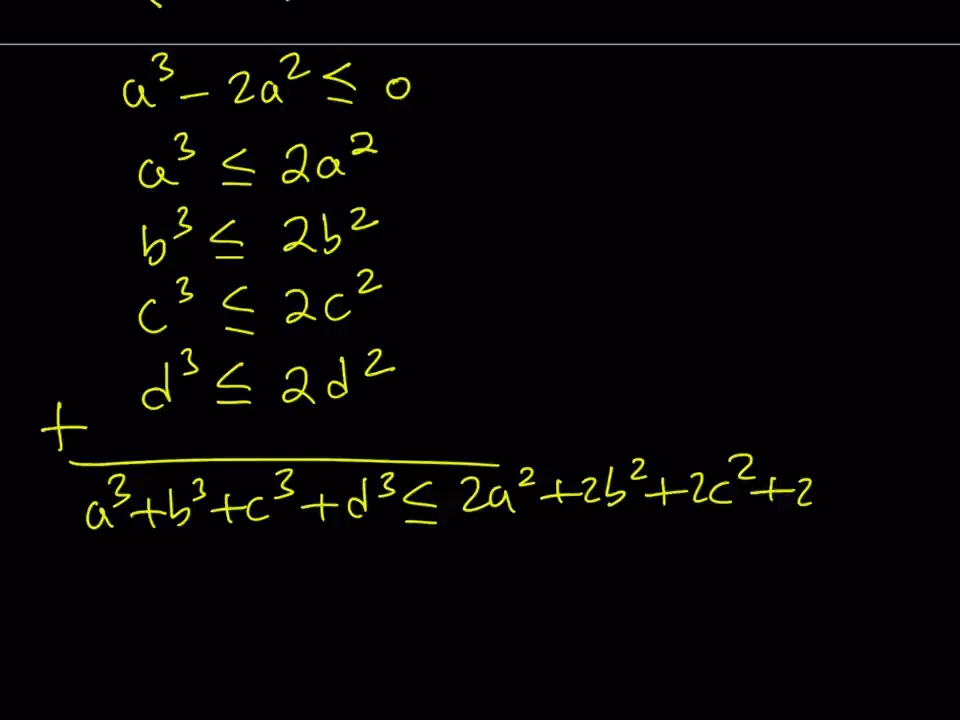 a³ - 2a² ≤ 0
a³ ≤ 2a²
b³ ≤ 2b²
c³ ≤ 2c²
d³ ≤ 2d²
+
a³+b³+c³+d³ ≤ 2a²+2b²+2c²+2